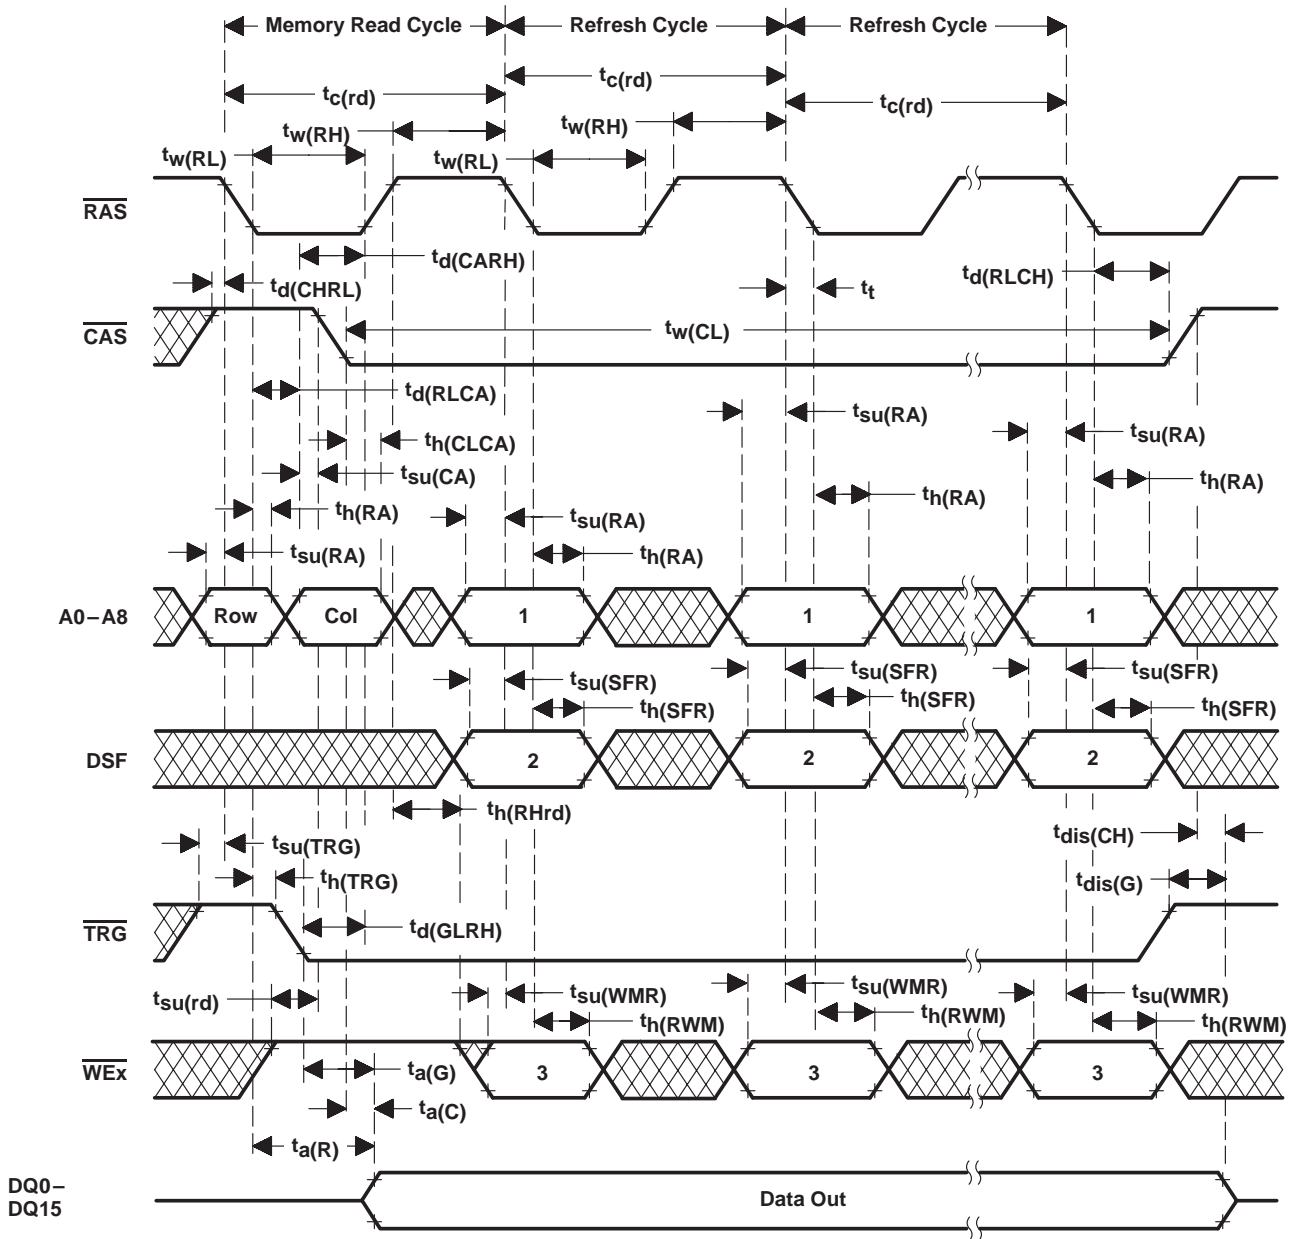 Memory Read Cycle
Refresh Cycle
Refresh Cycle
tc(rd)
tc(rd)
tc(rd)
tw(RH)
tw(RH)
tw(RL)
tw(RL)
RAS
td(CARH)
td(CHRL)
tt
td(RLCH)
CAS
tw(CL)
td(RLCA)
tsu(RA)
tsu(RA)
th(CLCA)
tsu(CA)
th(RA)
th(RA)
th(RA)
tsu(RA)
tsu(RA)
th(RA)
A0–A8
Row
Col
1
1
1
tsu(SFR)
tsu(SFR)
tsu(SFR)
th(SFR)
th(SFR)
th(SFR)
DSF
2
2
2
th(RHrd)
tsu(TRG)
tdis(CH)
th(TRG)
tdis(G)
TRG
td(GLRH)
tsu(rd)
tsu(WMR)
tsu(WMR)
tsu(WMR)
th(RWM)
th(RWM)
th(RWM)
WEx
ta(G)
3
3
3
ta(C)
ta(R)
DQ0–
DQ15
Data Out